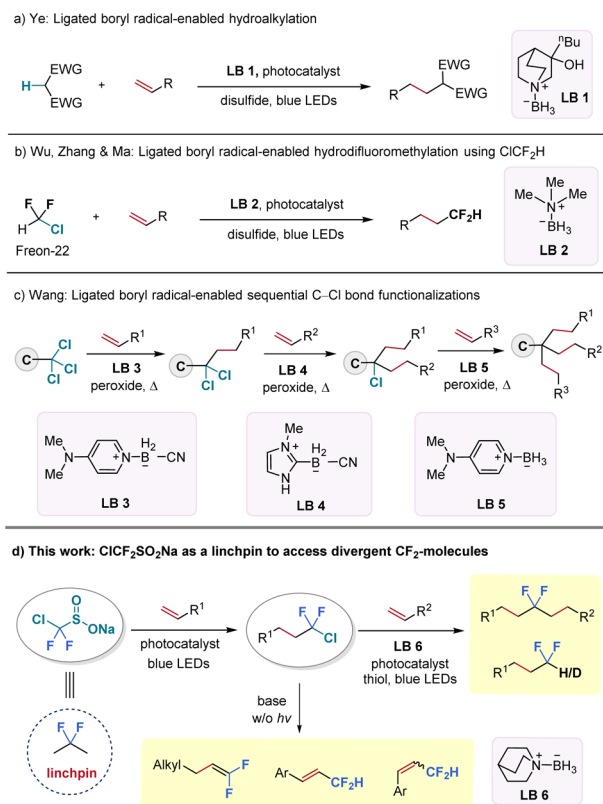 a) Ye: Ligated boryl radical-enabled hydroalkylation
EWG
H
EWG
+
R
LB 1, photocatalyst
disulfide, blue LEDs
EWG
R
EWG
nBu
OH
N+
−BH3
LB 1
b) Wu, Zhang & Ma: Ligated boryl radical-enabled hydrodifluoromethylation using ClCF2H
F F
H Cl
Freon-22
+
R
LB 2, photocatalyst
disulfide, blue LEDs
R CF2H
Me
Me N+ Me
−BH3
LB 2
c) Wang: Ligated boryl radical-enabled sequential C–Cl bond functionalizations
C Cl
Cl
Cl
R1
LB 3
peroxide, Δ
R1
C Cl
Cl
R2
LB 4
peroxide, Δ
R1
C R2
Cl
R3
LB 5
peroxide, Δ
R1
C R2
R3
Me
N
Me
N+ H2B− CN
LB 3
Me
N+
N
H
H2B− CN
LB 4
Me
N
Me
N+ −BH3
LB 5
d) This work: ClCF2SO2Na as a linchpin to access divergent CF2-molecules
O
Cl S ONa
F F
R1
photocatalyst
blue LEDs
F F
R1 Cl
R2
LB 6
photocatalyst
thiol, blue LEDs
F F
R1 R2
F F
R1 H/D
F F
linchpin
base
w/o hν
Alkyl F
F
Ar CF2H
CF2H
Ar
N+ −BH3
LB 6